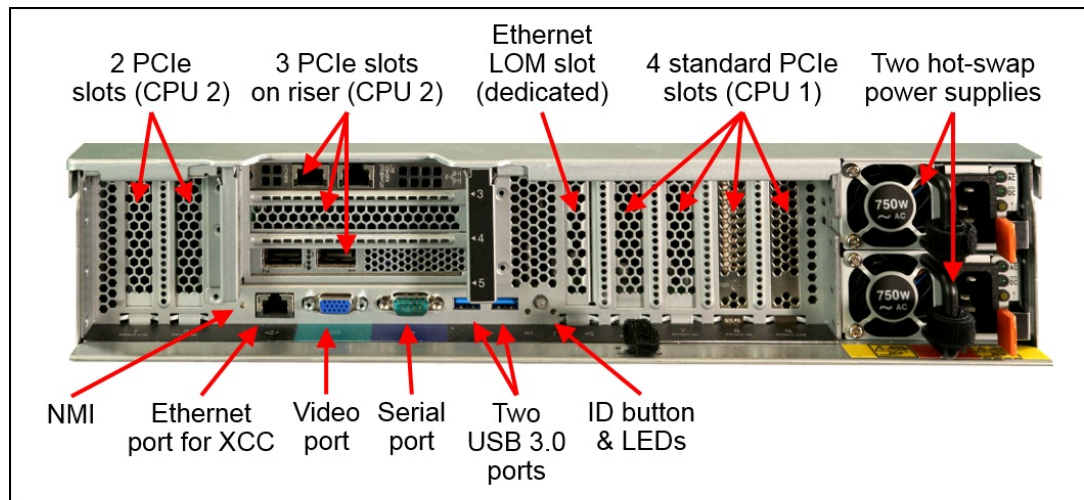 2 PCIe
slots (CPU 2)
3 PCIe slots
on riser (CPU 2)
Ethernet
LOM slot
(dedicated)
4 standard PCIe
slots (CPU 1)
Two hot-swap
power supplies
3
4
5
750W
AC
750W
AC
NMI
Ethernet
port for XCC
Video
port
Serial
port
Two
USB 3.0
ports
ID button
& LEDs